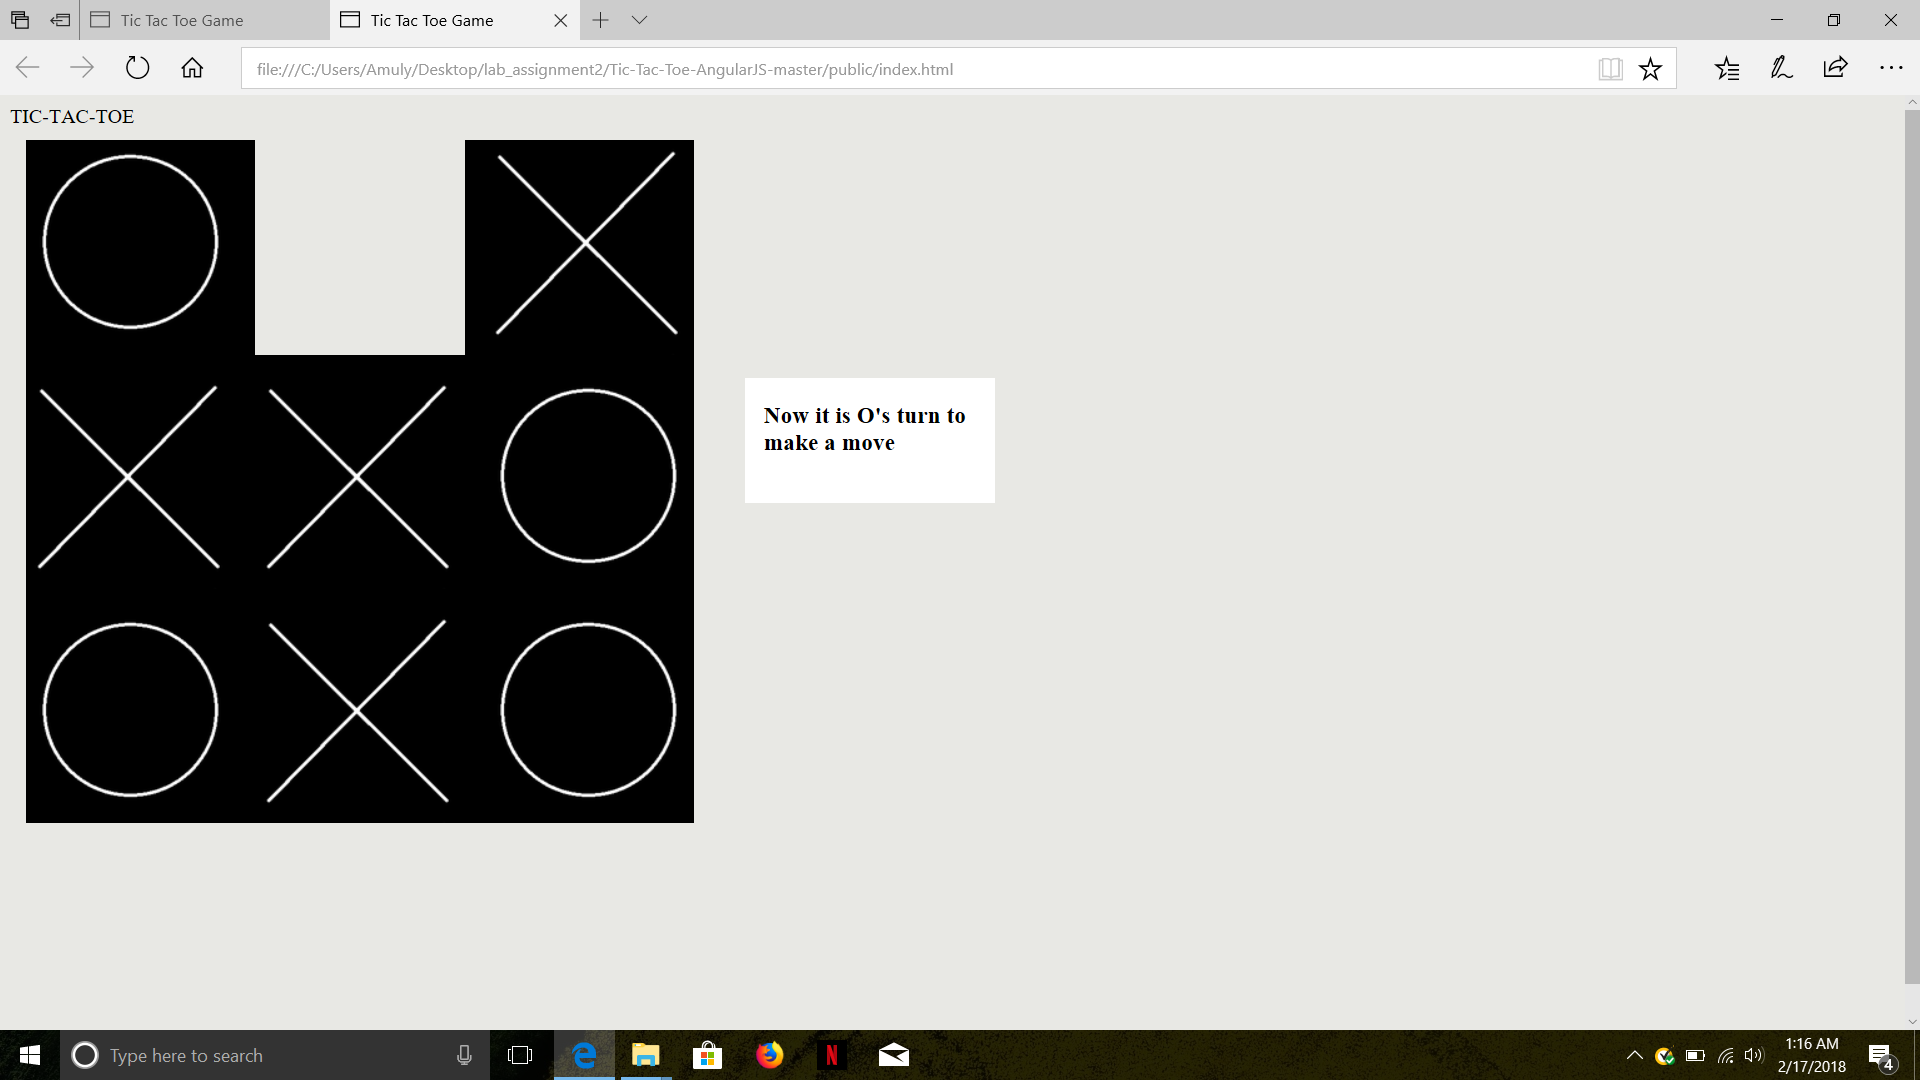 Tic Tac Toe Game
Tic Tac Toe Game
file:///C:/Users/Amuly/Desktop/lab_assignment2/Tic-Tac-Toe-AngularJS-master/public/index.html
TIC-TAC-TOE
Now it is O's turn to
make a move
Type here to search
N
1:16 AM
2/17/2018
4